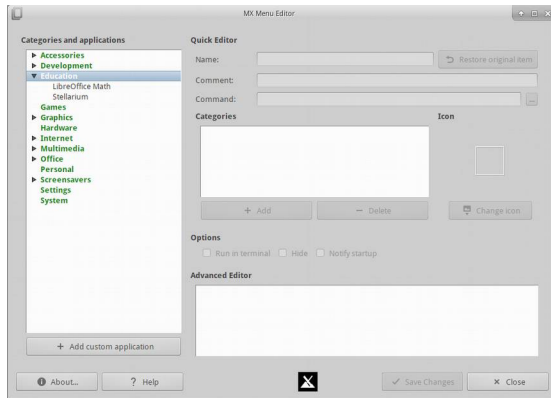 MX Menu Editor
Categories and applications
Accessories
Development
Education
LibreOffice Math
Stellarium
Games
Graphics
Hardware
Internet
Multimedia
Office
Personal
Screensavers
Settings
System
+ Add custom application
Quick Editor
Name:
Restore original item
Comment:
Command:
...
Categories
Icon
+ Add
− Delete
Change icon
Options
Run in terminal
Hide
Notify startup
Advanced Editor
About...
? Help
Save Changes
Close